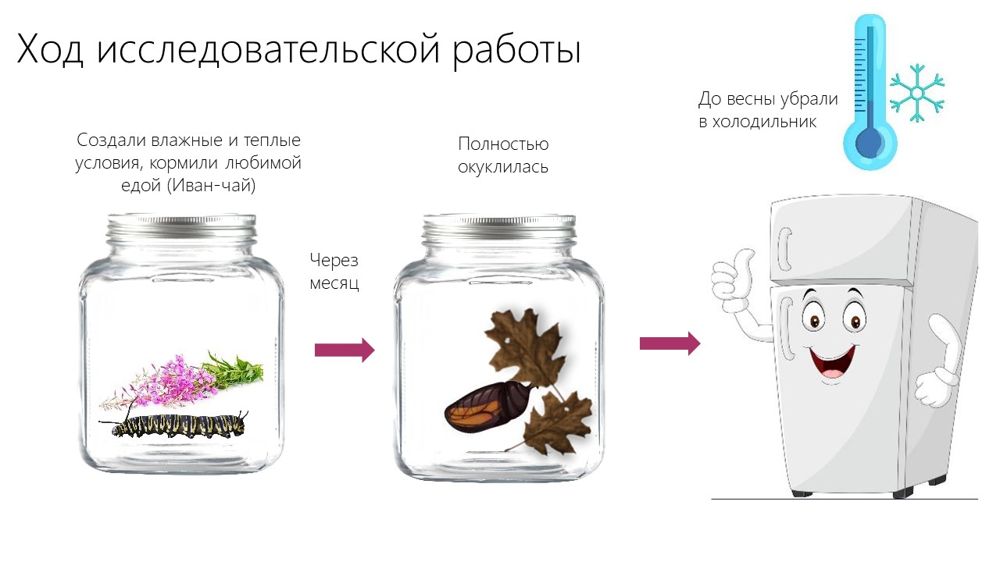 Ход исследовательской работы
До весны убрали
в холодильник
Создали влажные и теплые
условия, кормили любимой
едой (Иван-чай)
Полностью
окуклилась
Через
месяц